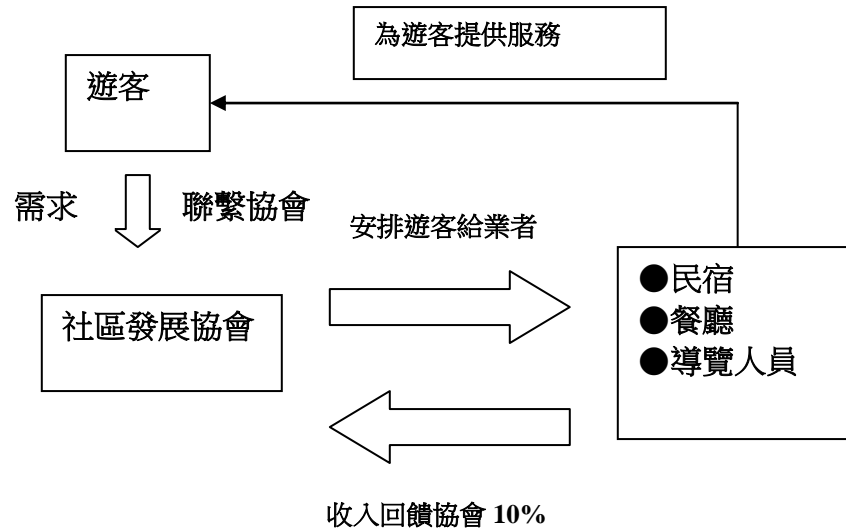 為遊客提供服務
遊客
需求
聯繫協會
安排遊客給業者
●民宿
●餐廳
●導覽人員
社區發展協會
收入回饋協會 10%